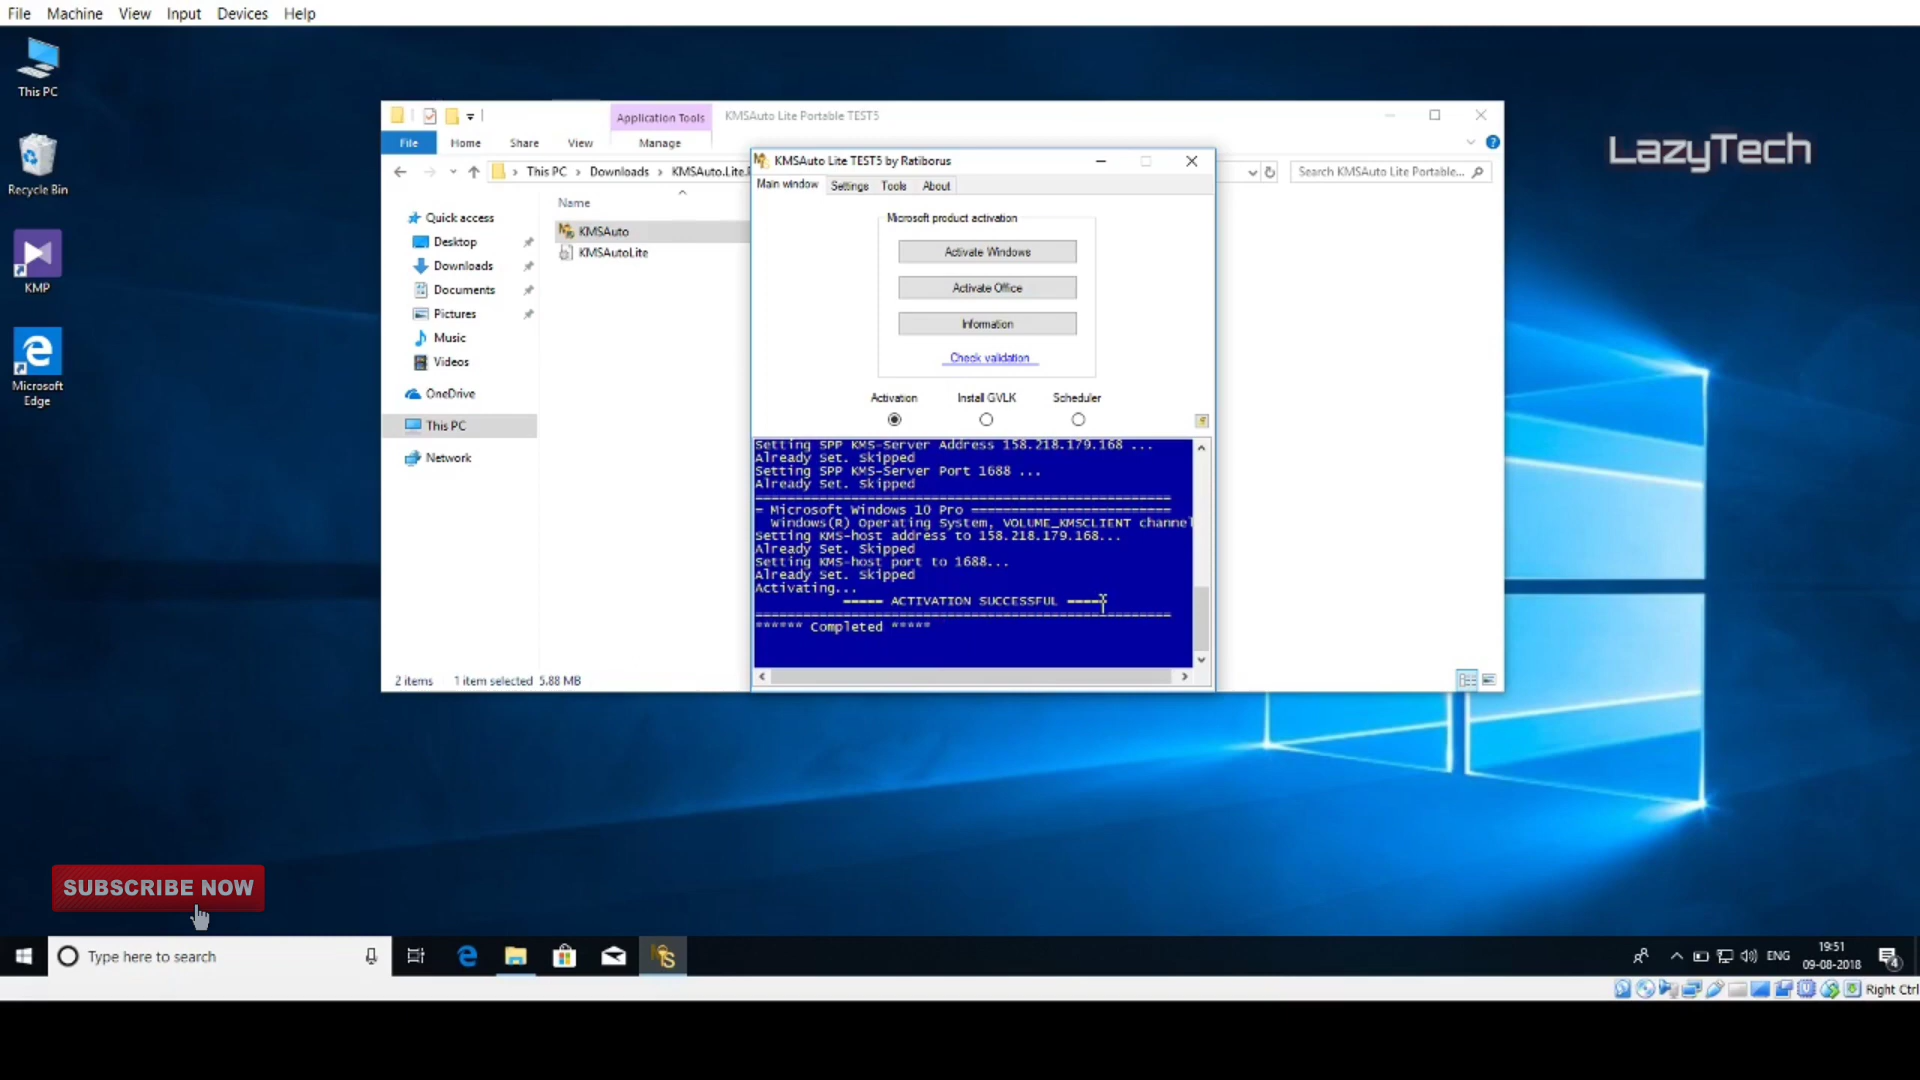 File Machine View Input Devices Help
This PC
Recycle Bin
KMP
Microsoft Edge
LazyTech
Application Tools KMSAuto Lite Portable TEST5
File Home Share View Manage
This PC Downloads KMSAuto.Lite. Search KMSAuto Lite Portable...
Quick access
Desktop
Downloads
Documents
Pictures
Music
Videos
OneDrive
This PC
Network
Name
KMSAuto
KMSAutoLite
2 items 1 item selected 5.88 MB
KMSAuto Lite TEST5 by Ratiborus
Main window Settings Tools About
Microsoft product activation
Activate Windows
Activate Office
Information
Check validation
Activation Install GVLK Scheduler
Setting SPP KMS-Server Address 158.218.179.168 ...
Already Set. Skipped
Setting SPP KMS-Server Port 1688 ...
Already Set. Skipped
==================================================
= Microsoft Windows 10 Pro =========================
Windows(R) Operating System, VOLUME_KMSCLIENT channel
Setting KMS-host address to 158.218.179.168...
Already Set. Skipped
Setting KMS-host port to 1688...
Already Set. Skipped
Activating...
===== ACTIVATION SUCCESSFUL =====
==================================================
****** Completed *****
SUBSCRIBE NOW
Type here to search
ENG
19:51
09-08-2018
4
Right Ctrl